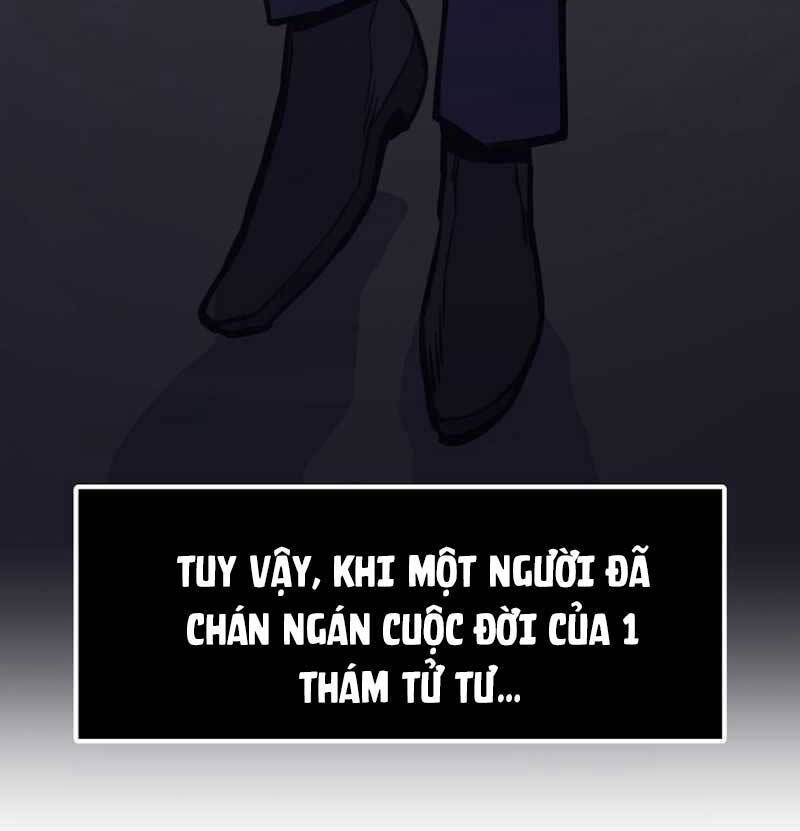 TUY VẬY, KHI MỘT NGƯỜI ĐÃ
CHÁN NGÁN CUỘC ĐỜI CỦA 1
THÁM TỬ TƯ...